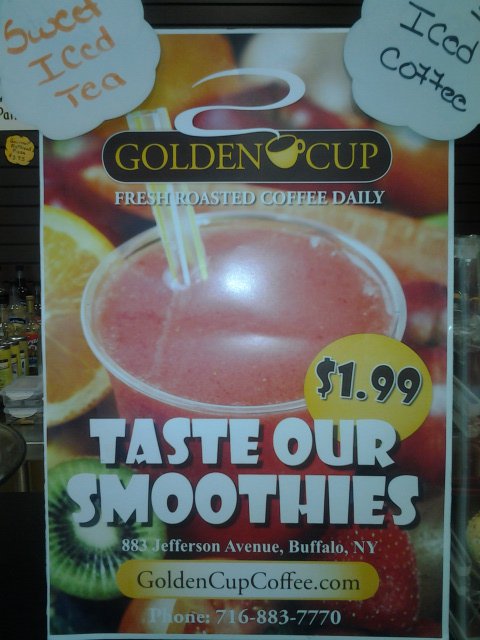 Sweet
Iced
Tea
Iced
Coffee
GOLDEN CUP
FRESH ROASTED COFFEE DAILY
$1.99
TASTE OUR
SMOOTHIES
883 Jefferson Avenue, Buffalo, NY
GoldenCupCoffee.com
Phone: 716-883-7770